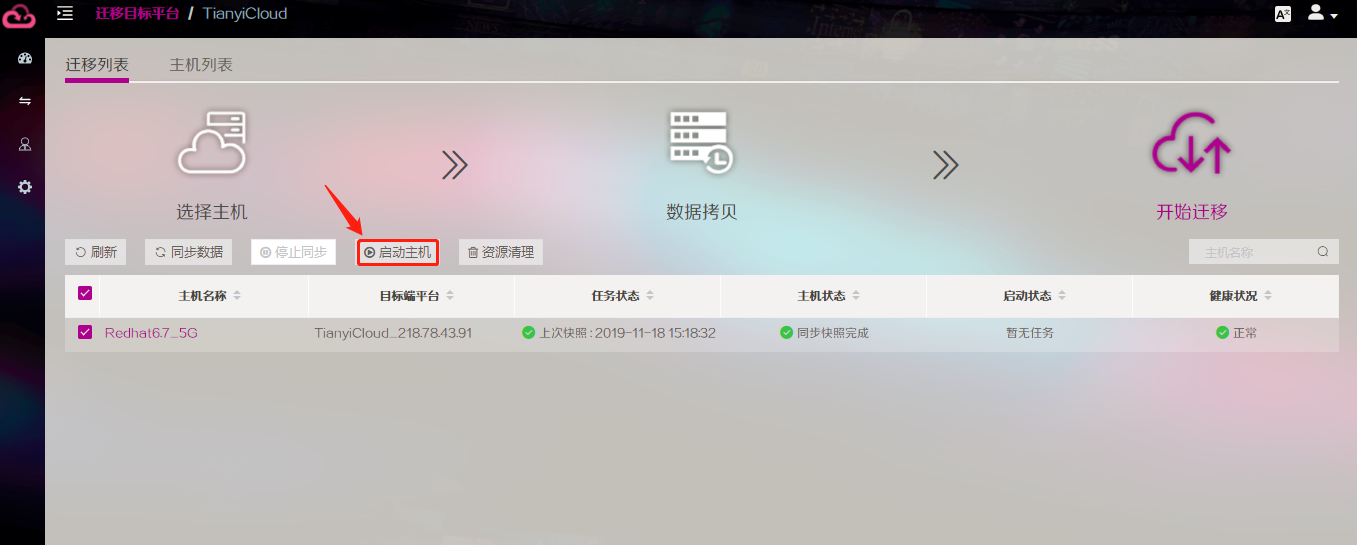 迁移目标平台 / TianyiCloud
迁移列表 主机列表
选择主机 数据拷贝 开始迁移
刷新 同步数据 停止同步 启动主机 资源清理 主机名称
主机名称 目标端平台 任务状态 主机状态 启动状态 健康状况
Redhat6.7_5G TianyiCloud_218.78.43.91 上次快照 : 2019-11-18 15:18:32 同步快照完成 暂无任务 正常